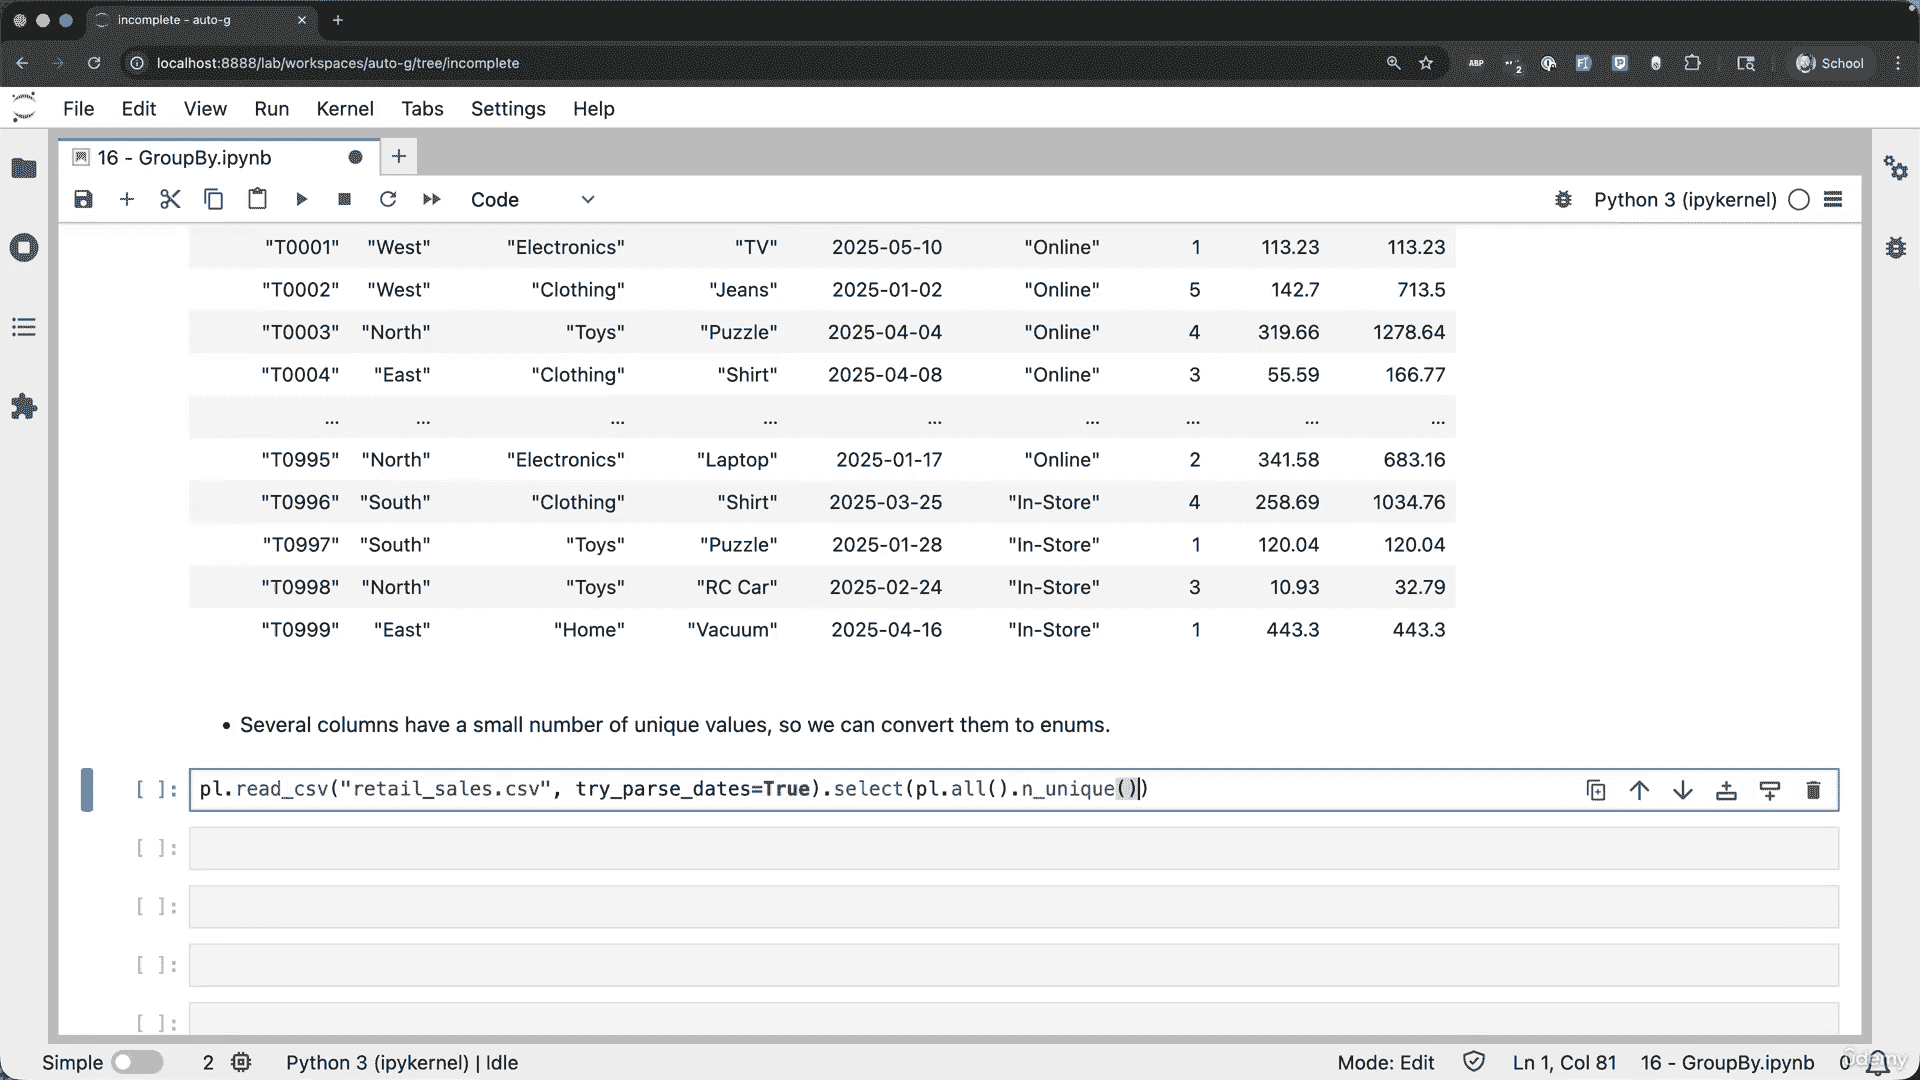 incomplete - auto-g
localhost:8888/lab/workspaces/auto-g/tree/incomplete
ABP
2
School
File Edit View Run Kernel Tabs Settings Help
16 - GroupBy.ipynb
Code
Python 3 (ipykernel)
"T0001" "West" "Electronics" "TV" 2025-05-10 "Online" 1 113.23 113.23
"T0002" "West" "Clothing" "Jeans" 2025-01-02 "Online" 5 142.7 713.5
"T0003" "North" "Toys" "Puzzle" 2025-04-04 "Online" 4 319.66 1278.64
"T0004" "East" "Clothing" "Shirt" 2025-04-08 "Online" 3 55.59 166.77
… … … … … … … … …
"T0995" "North" "Electronics" "Laptop" 2025-01-17 "Online" 2 341.58 683.16
"T0996" "South" "Clothing" "Shirt" 2025-03-25 "In-Store" 4 258.69 1034.76
"T0997" "South" "Toys" "Puzzle" 2025-01-28 "In-Store" 1 120.04 120.04
"T0998" "North" "Toys" "RC Car" 2025-02-24 "In-Store" 3 10.93 32.79
"T0999" "East" "Home" "Vacuum" 2025-04-16 "In-Store" 1 443.3 443.3
• Several columns have a small number of unique values, so we can convert them to enums.
[ ]: pl.read_csv("retail_sales.csv", try_parse_dates=True).select(pl.all().n_unique())
[ ]:
[ ]:
[ ]:
[ ]:
Simple 2 Python 3 (ipykernel) | Idle Mode: Edit Ln 1, Col 81 16 - GroupBy.ipynb 0
udemy